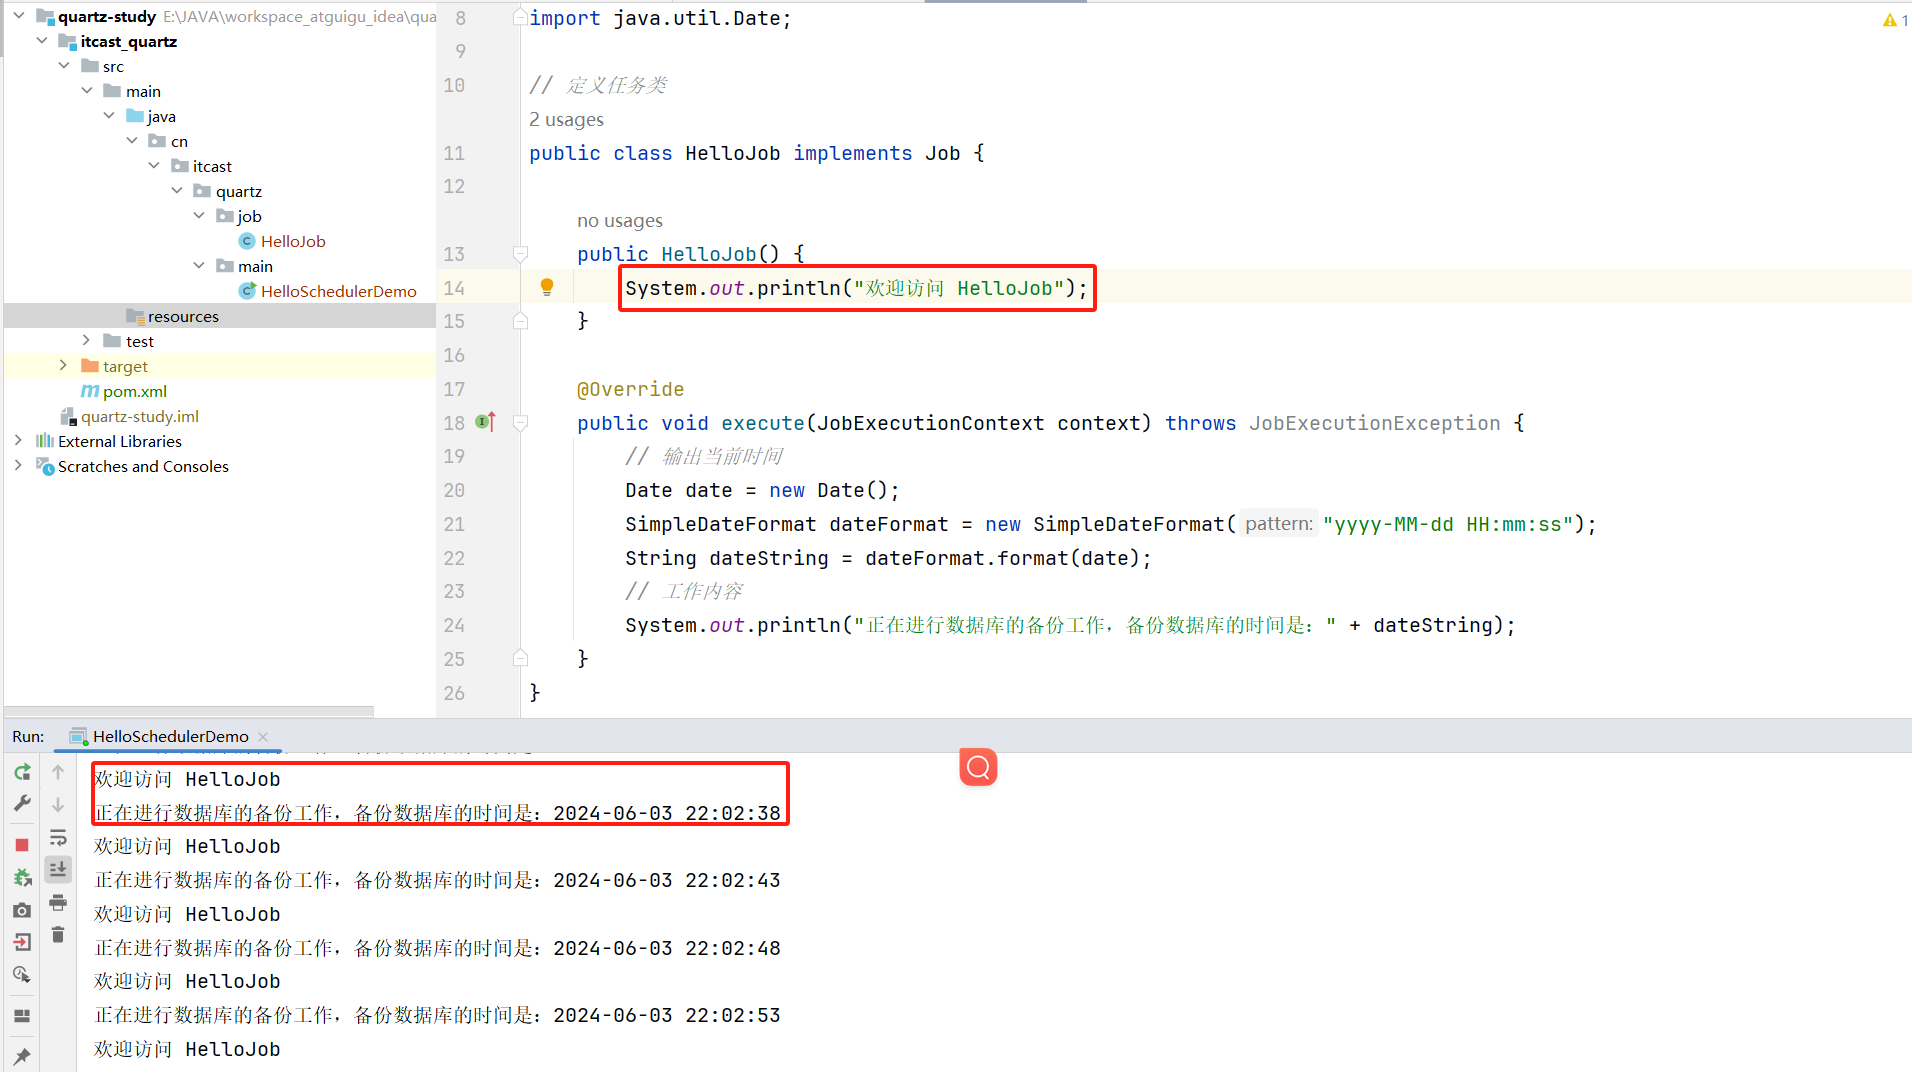 quartz-study E:\JAVA\workspace_atguigu_idea\qua
itcast_quartz
src
main
java
cn
itcast
quartz
job
HelloJob
main
HelloSchedulerDemo
resources
test
target
pom.xml
quartz-study.iml
External Libraries
Scratches and Consoles
1
8 import java.util.Date;
9
10 // 定义任务类
2 usages
11 public class HelloJob implements Job {
12
no usages
13 public HelloJob() {
14 System.out.println("欢迎访问 HelloJob");
15 }
16
17 @Override
18 public void execute(JobExecutionContext context) throws JobExecutionException {
19 // 输出当前时间
20 Date date = new Date();
21 SimpleDateFormat dateFormat = new SimpleDateFormat( pattern: "yyyy-MM-dd HH:mm:ss");
22 String dateString = dateFormat.format(date);
23 // 工作内容
24 System.out.println("正在进行数据库的备份工作，备份数据库的时间是：" + dateString);
25 }
26 }
Run: HelloSchedulerDemo
欢迎访问 HelloJob
正在进行数据库的备份工作，备份数据库的时间是：2024-06-03 22:02:38
欢迎访问 HelloJob
正在进行数据库的备份工作，备份数据库的时间是：2024-06-03 22:02:43
欢迎访问 HelloJob
正在进行数据库的备份工作，备份数据库的时间是：2024-06-03 22:02:48
欢迎访问 HelloJob
正在进行数据库的备份工作，备份数据库的时间是：2024-06-03 22:02:53
欢迎访问 HelloJob